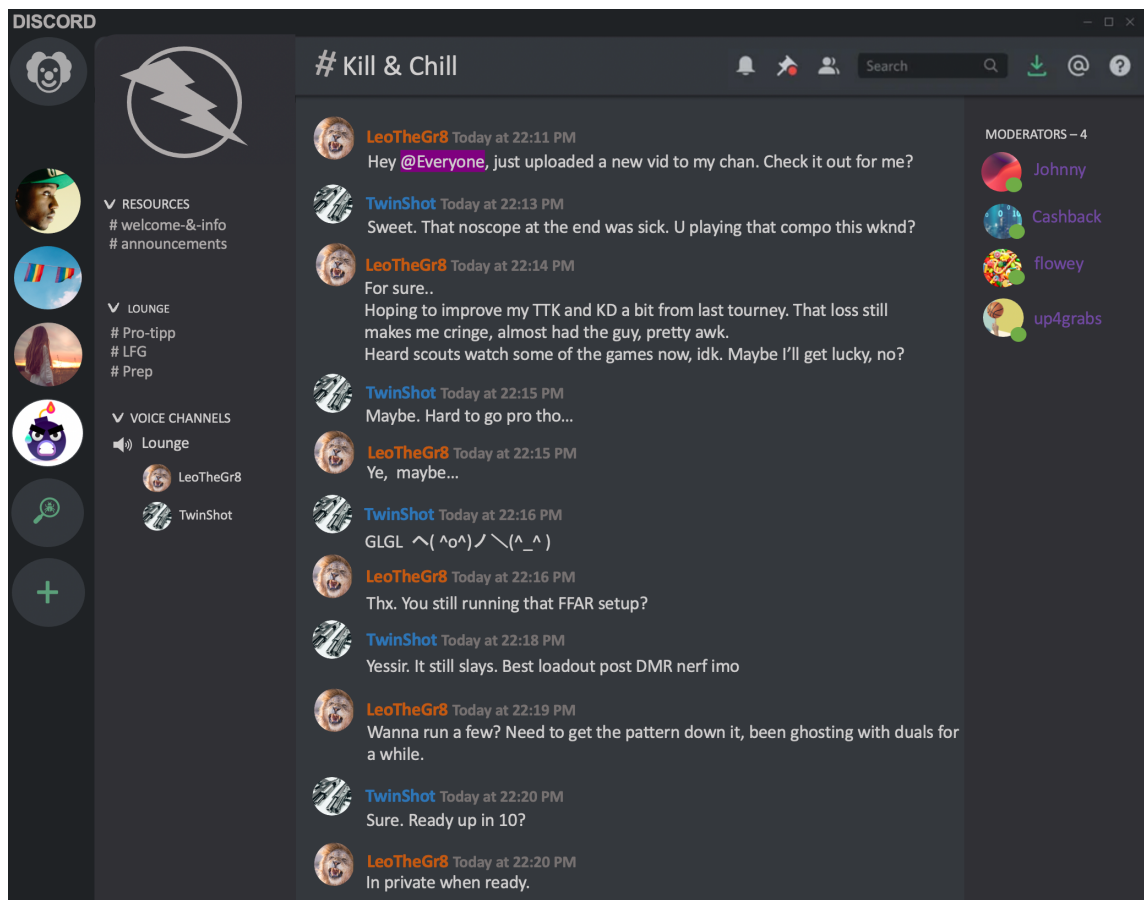 DISCORD
# Kill & Chill
Search
RESOURCES
# welcome-&-info
# announcements
LOUNGE
# Pro-tipp
# LFG
# Prep
VOICE CHANNELS
Lounge
LeoTheGr8
TwinShot
LeoTheGr8 Today at 22:11 PM
Hey @Everyone, just uploaded a new vid to my chan. Check it out for me?
TwinShot Today at 22:13 PM
Sweet. That noscope at the end was sick. U playing that compo this wknd?
LeoTheGr8 Today at 22:14 PM
For sure..
Hoping to improve my TTK and KD a bit from last tourney. That loss still
makes me cringe, almost had the guy, pretty awk.
Heard scouts watch some of the games now, idk. Maybe I'll get lucky, no?
TwinShot Today at 22:15 PM
Maybe. Hard to go pro tho...
LeoTheGr8 Today at 22:15 PM
Ye, maybe...
TwinShot Today at 22:16 PM
GLGL ヘ( ^o^)ノ＼(^_^ )
LeoTheGr8 Today at 22:16 PM
Thx. You still running that FFAR setup?
TwinShot Today at 22:18 PM
Yessir. It still slays. Best loadout post DMR nerf imo
LeoTheGr8 Today at 22:19 PM
Wanna run a few? Need to get the pattern down it, been ghosting with duals for
a while.
TwinShot Today at 22:20 PM
Sure. Ready up in 10?
LeoTheGr8 Today at 22:20 PM
In private when ready.
MODERATORS – 4
Johnny
Cashback
flowey
up4grabs